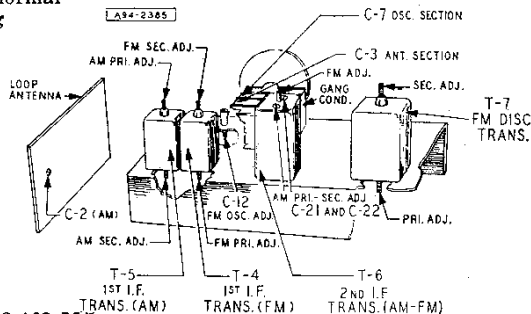 normal
A94-2385
C-7 OSC. SECTION
C-3 ANT. SECTION
FM SEC. ADJ.
AM PRI. ADJ.
FM ADJ.
GANG COND.
SEC. ADJ.
LOOP ANTENNA
T-7
FM DISC
TRANS.
C-2 (AM)
C-12
FM OSC. ADJ.
AM PRI.-SEC. ADJ.
C-21 AND C-22
AM SEC. ADJ.
FM PRI. ADJ.
PRI. ADJ.
T-5
1ST I.F.
TRANS. (AM)
T-4
1ST I.F.
TRANS. (FM)
T-6
2ND I.F
TRANS. (AM-FM)